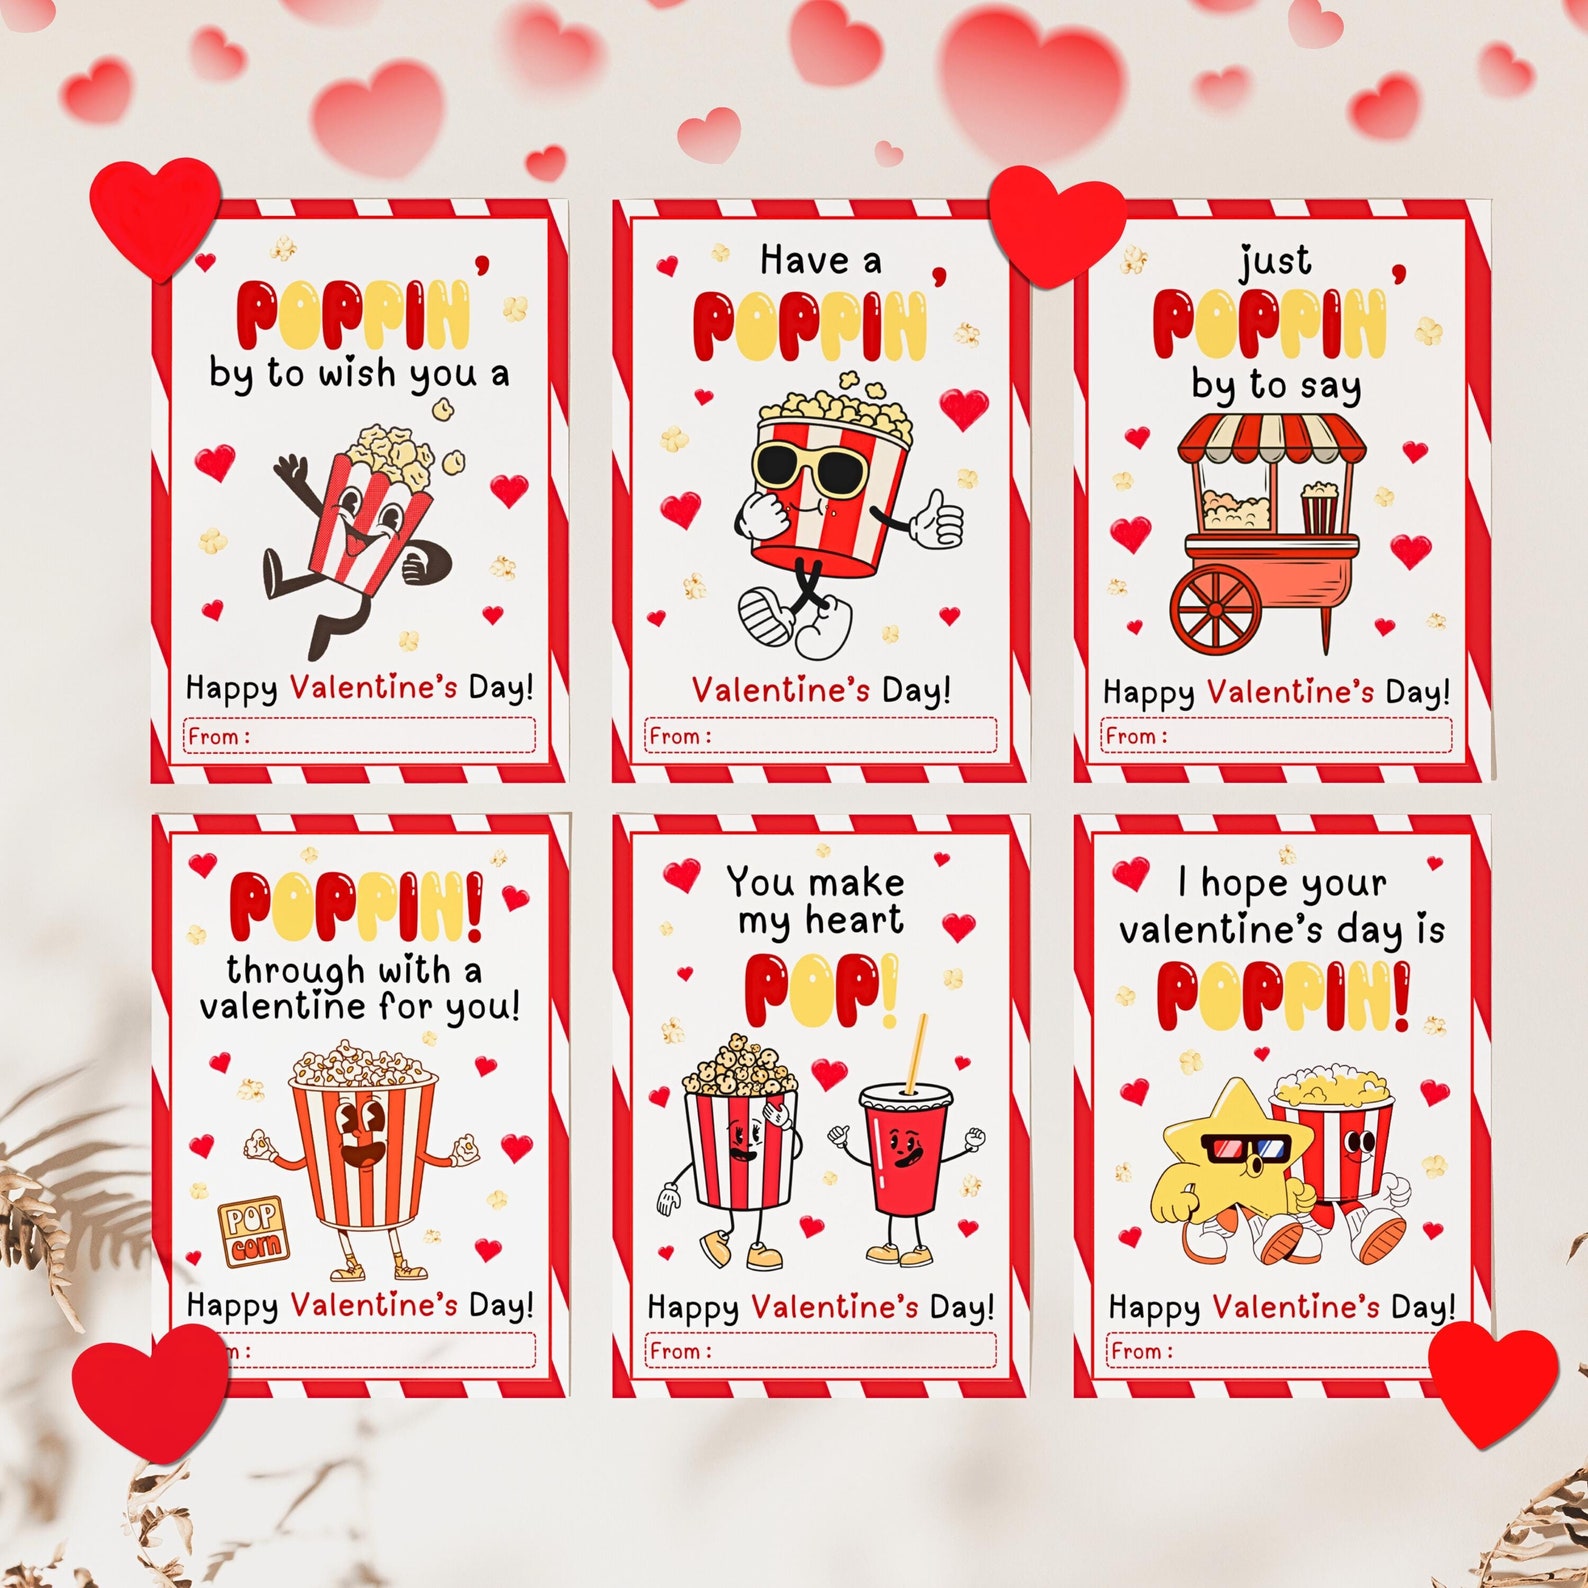 POPPIN'
by to wish you a
Happy Valentine's Day!
From :
Have a
POPPIN'
Valentine's Day!
From :
just
POPPIN'
by to say
Happy Valentine's Day!
From :
POPPIN!
through with a
valentine for you!
POP
corn
Happy Valentine's Day!
m :
You make
my heart
POP!
Happy Valentine's Day!
From :
I hope your
valentine's day is
POPPIN!
Happy Valentine's Day!
From :